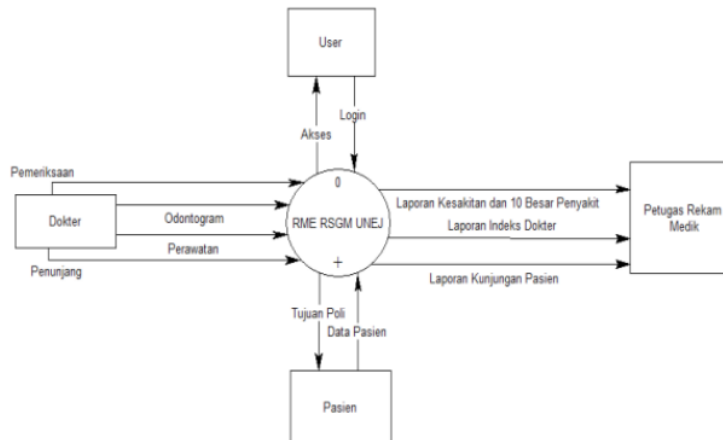 User
Akses
Login
Pemeriksaan
Dokter
Odontogram
Perawatan
Penunjang
0
RME RSGM UNEJ
+
Laporan Kesakitan dan 10 Besar Penyakit
Laporan Indeks Dokter
Laporan Kunjungan Pasien
Petugas Rekam
Medik
Tujuan Poli
Data Pasien
Pasien